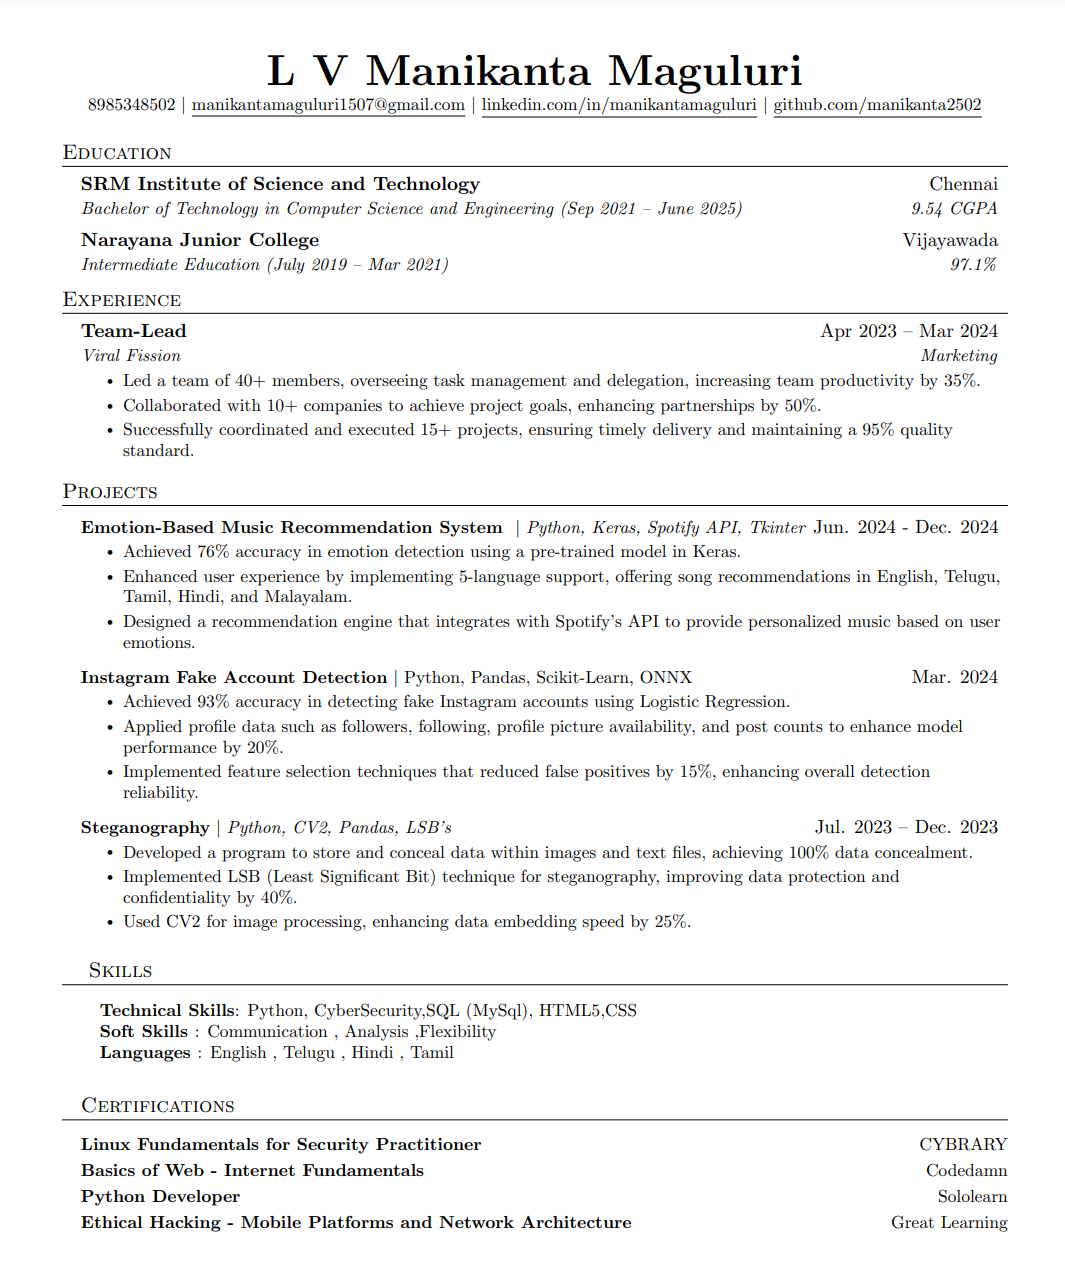 L V Manikanta Maguluri
8985348502 | manikantamaguluri1507@gmail.com | linkedin.com/in/manikantamaguluri | github.com/manikanta2502
Education
SRM Institute of Science and Technology Chennai
Bachelor of Technology in Computer Science and Engineering (Sep 2021 – June 2025) 9.54 CGPA
Narayana Junior College Vijayawada
Intermediate Education (July 2019 – Mar 2021) 97.1%
Experience
Team-Lead Apr 2023 – Mar 2024
Viral Fission Marketing
• Led a team of 40+ members, overseeing task management and delegation, increasing team productivity by 35%.
• Collaborated with 10+ companies to achieve project goals, enhancing partnerships by 50%.
• Successfully coordinated and executed 15+ projects, ensuring timely delivery and maintaining a 95% quality
standard.
Projects
Emotion-Based Music Recommendation System | Python, Keras, Spotify API, Tkinter Jun. 2024 - Dec. 2024
• Achieved 76% accuracy in emotion detection using a pre-trained model in Keras.
• Enhanced user experience by implementing 5-language support, offering song recommendations in English, Telugu,
Tamil, Hindi, and Malayalam.
• Designed a recommendation engine that integrates with Spotify's API to provide personalized music based on user
emotions.
Instagram Fake Account Detection | Python, Pandas, Scikit-Learn, ONNX Mar. 2024
• Achieved 93% accuracy in detecting fake Instagram accounts using Logistic Regression.
• Applied profile data such as followers, following, profile picture availability, and post counts to enhance model
performance by 20%.
• Implemented feature selection techniques that reduced false positives by 15%, enhancing overall detection
reliability.
Steganography | Python, CV2, Pandas, LSB's Jul. 2023 – Dec. 2023
• Developed a program to store and conceal data within images and text files, achieving 100% data concealment.
• Implemented LSB (Least Significant Bit) technique for steganography, improving data protection and
confidentiality by 40%.
• Used CV2 for image processing, enhancing data embedding speed by 25%.
Skills
Technical Skills: Python, CyberSecurity,SQL (MySql), HTML5,CSS
Soft Skills : Communication , Analysis ,Flexibility
Languages : English , Telugu , Hindi , Tamil
Certifications
Linux Fundamentals for Security Practitioner CYBRARY
Basics of Web - Internet Fundamentals Codedamn
Python Developer Sololearn
Ethical Hacking - Mobile Platforms and Network Architecture Great Learning